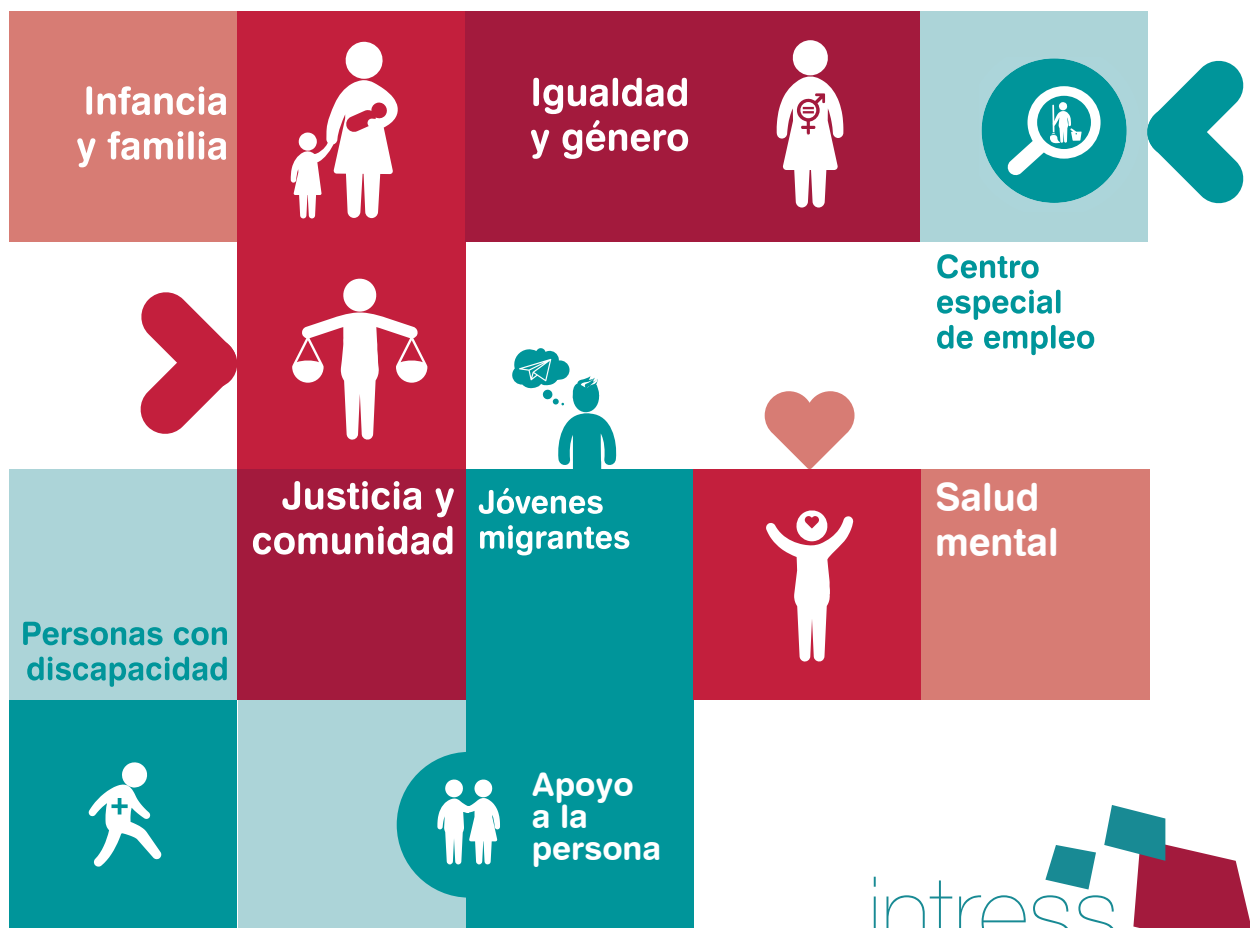 Infancia
y familia
Igualdad
y género
Centro
especial
de empleo
Justicia y
comunidad
Jóvenes
migrantes
Salud
mental
Personas con
discapacidad
Apoyo
a la
persona
intress